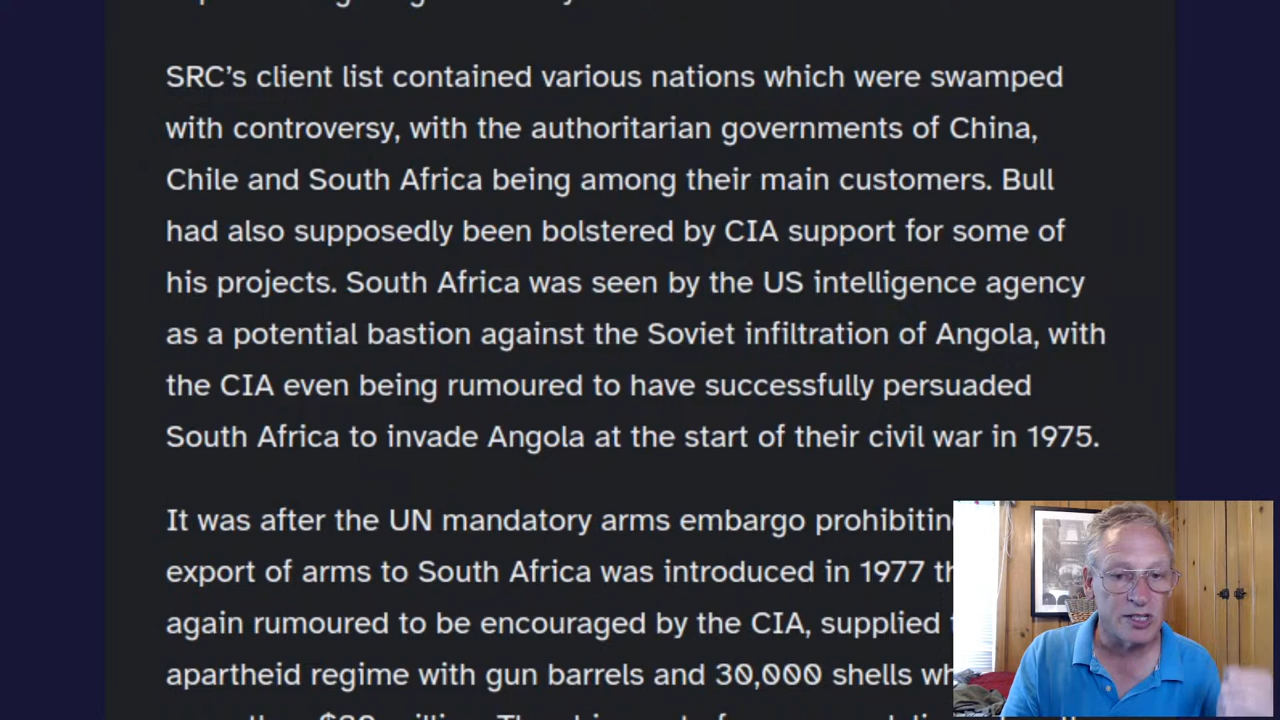 SRC’s client list contained various nations which were swamped
with controversy, with the authoritarian governments of China,
Chile and South Africa being among their main customers. Bull
had also supposedly been bolstered by CIA support for some of
his projects. South Africa was seen by the US intelligence agency
as a potential bastion against the Soviet infiltration of Angola, with
the CIA even being rumoured to have successfully persuaded
South Africa to invade Angola at the start of their civil war in 1975.
It was after the UN mandatory arms embargo
export of arms to South Africa was introduced in 1977
again rumoured to be encouraged by the CIA, supplied
apartheid regime with gun barrels and 30,000 shells